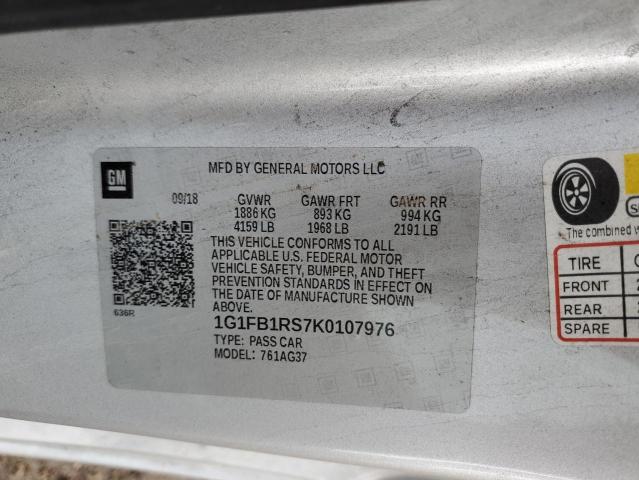 GM
MFD BY GENERAL MOTORS LLC
09/18 GVWR GAWR FRT GAWR RR
1886 KG 893 KG 994 KG
4159 LB 1968 LB 2191 LB
THIS VEHICLE CONFORMS TO ALL
APPLICABLE U.S. FEDERAL MOTOR
VEHICLE SAFETY, BUMPER, AND THEFT
PREVENTION STANDARDS IN EFFECT ON
THE DATE OF MANUFACTURE SHOWN
ABOVE.
636R
1G1FB1RS7K0107976
TYPE: PASS CAR
MODEL: 761AG37
The combined
TIRE
FRONT
REAR
SPARE